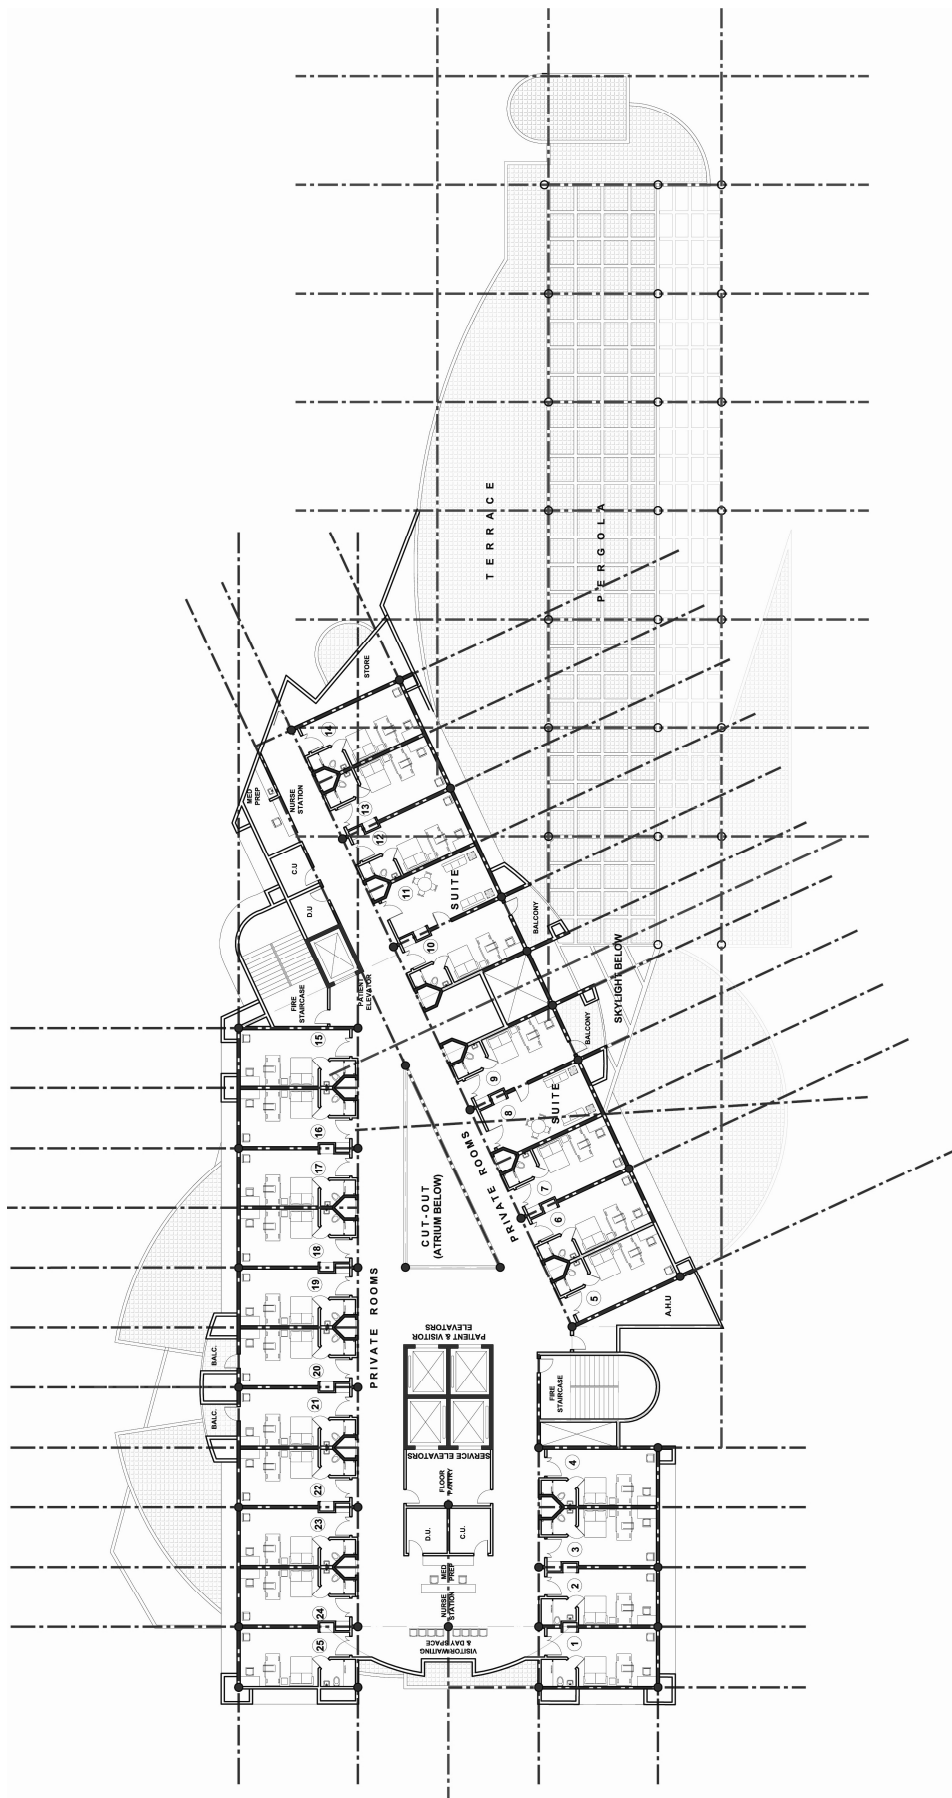 TERRACE
PERGOLA
STORE
14
MED
PREP
NURSE
STATION
13
12
C.U
11
SUITE
D.U
10
BALCONY
SKYLIGHT BELOW
PATIENT
ELEVATOR
FIRE
STAIRCASE
BALCONY
15
9
8
SUITE
16
PRIVATE ROOMS
17
7
CUT-OUT
(ATRIUM BELOW)
6
18
19
5
A.H.U
PRIVATE ROOMS
PATIENT & VISITOR
ELEVATORS
BALC.
20
FIRE
STAIRCASE
BALC.
21
SERVICE ELEVATORS
4
22
FLOOR
PANTRY
23
D.U.
C.U.
3
MED
PREP
2
24
NURSE
STATION
25
VISITOR/WAITING
& DAY SPACE
1